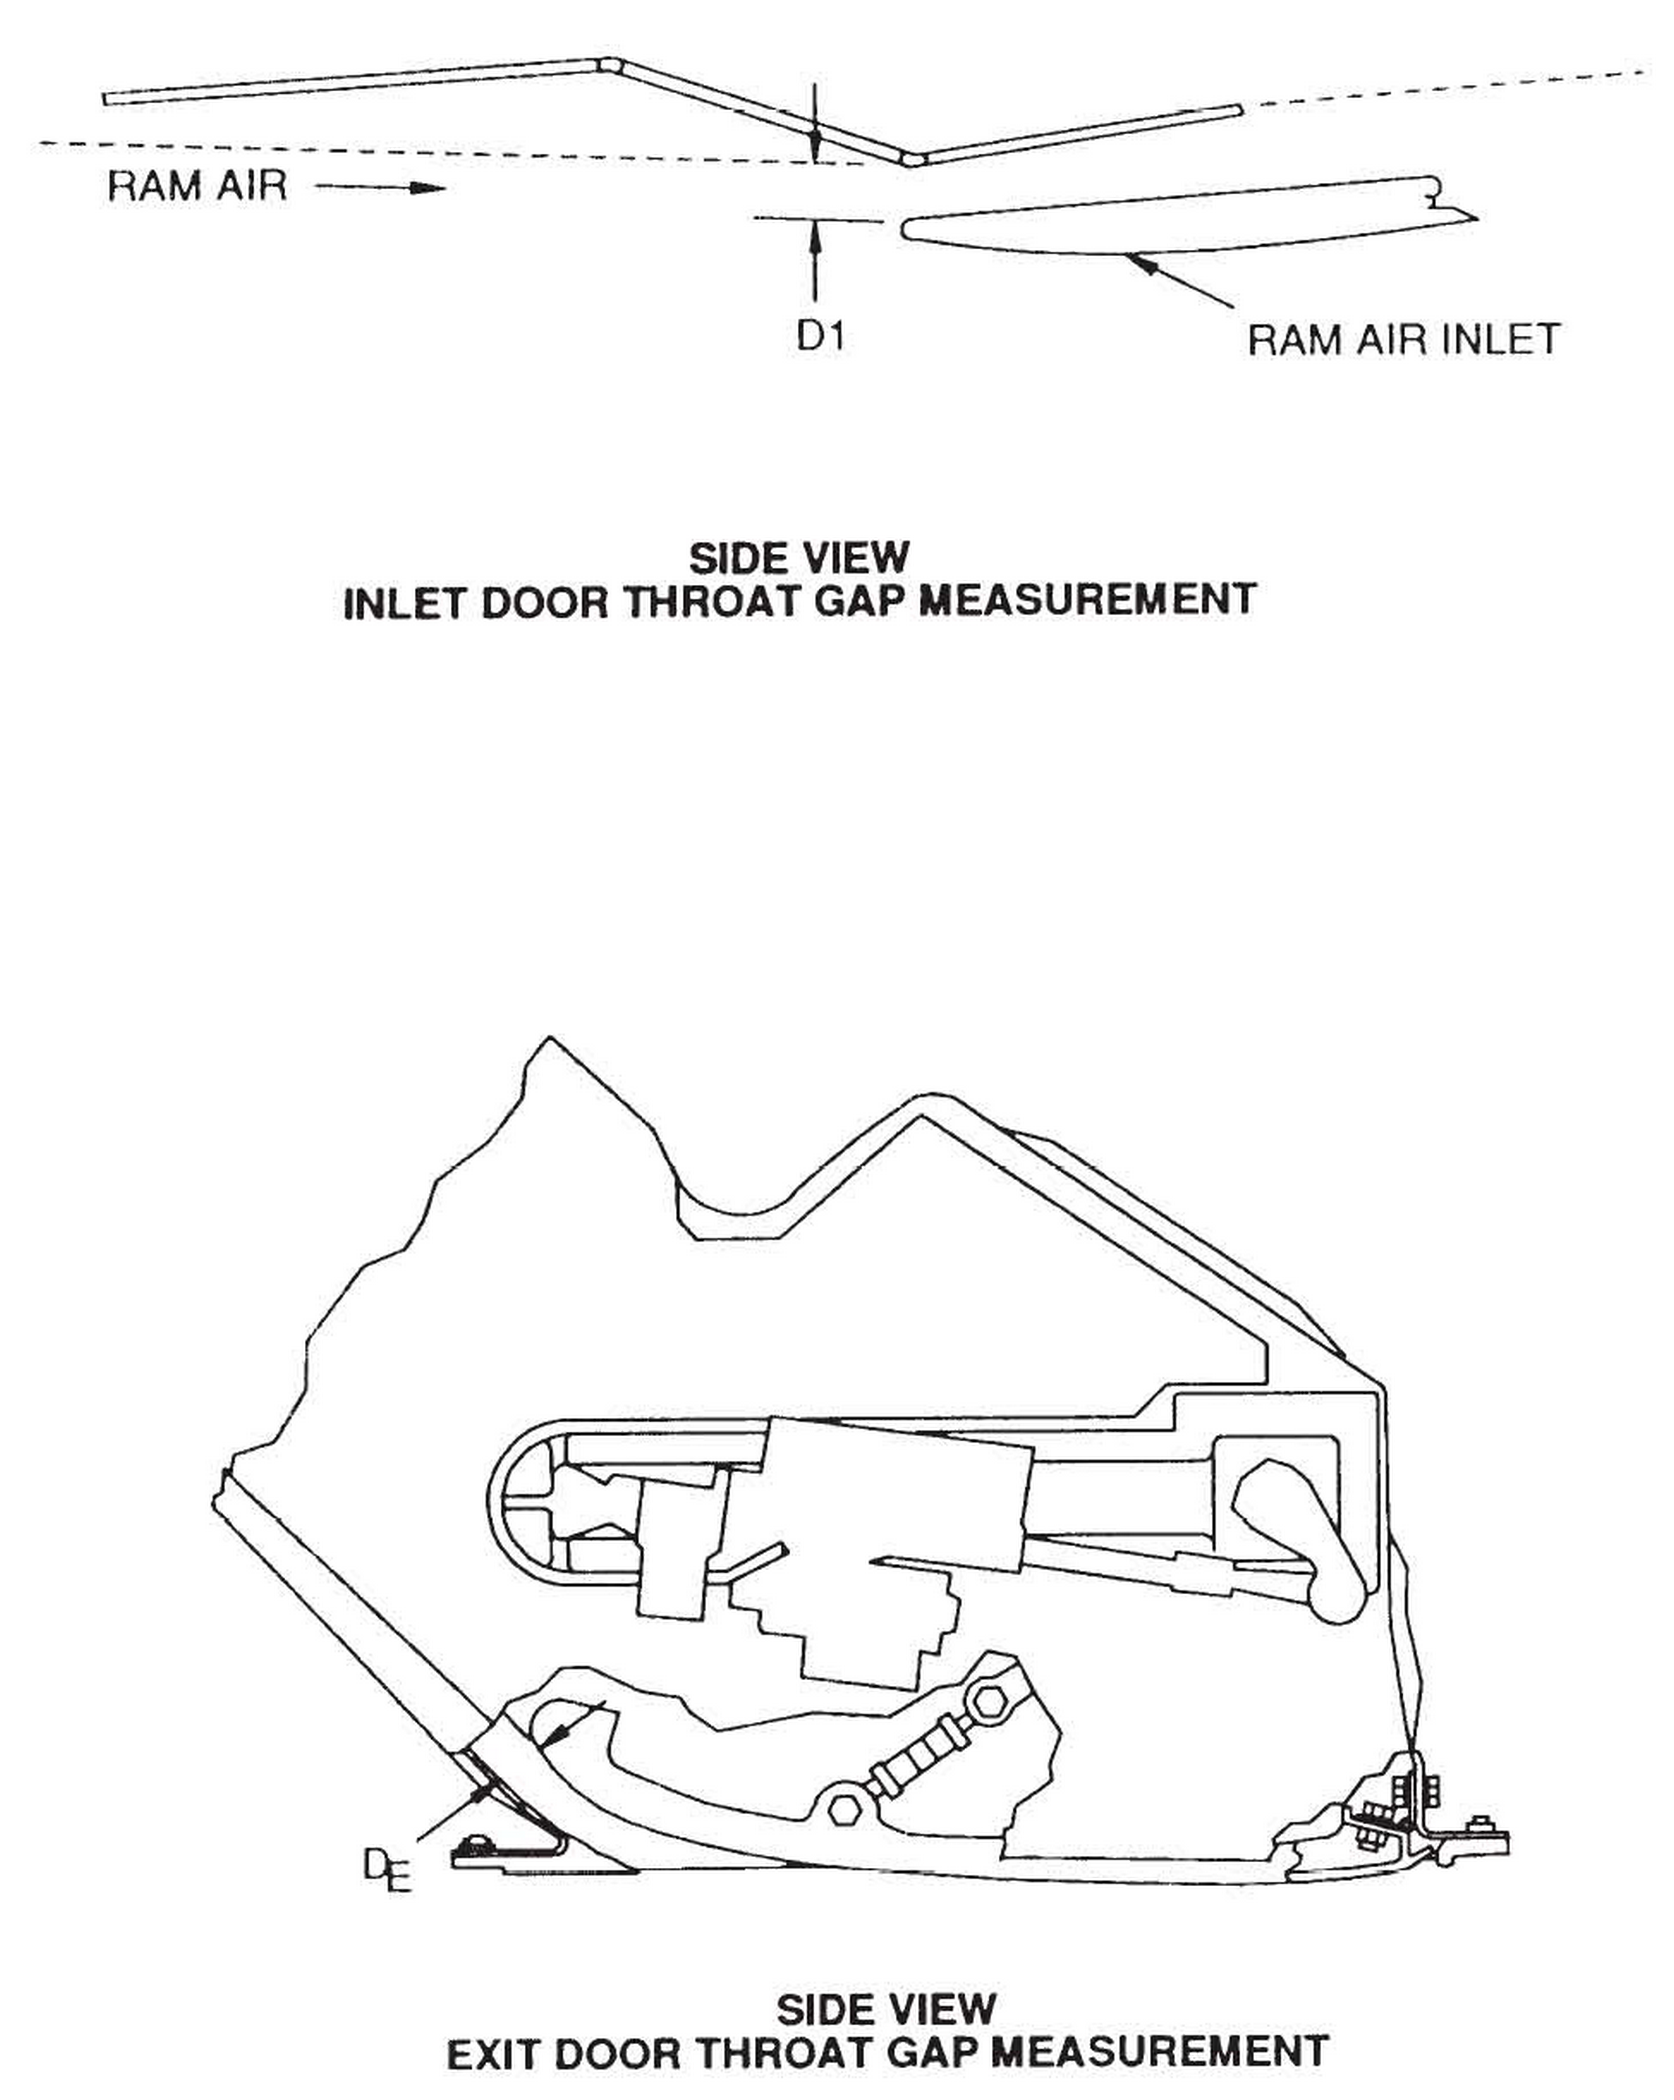 RAM AIR
D1
RAM AIR INLET
SIDE VIEW
INLET DOOR THROAT GAP MEASUREMENT
DE
SIDE VIEW
EXIT DOOR THROAT GAP MEASUREMENT